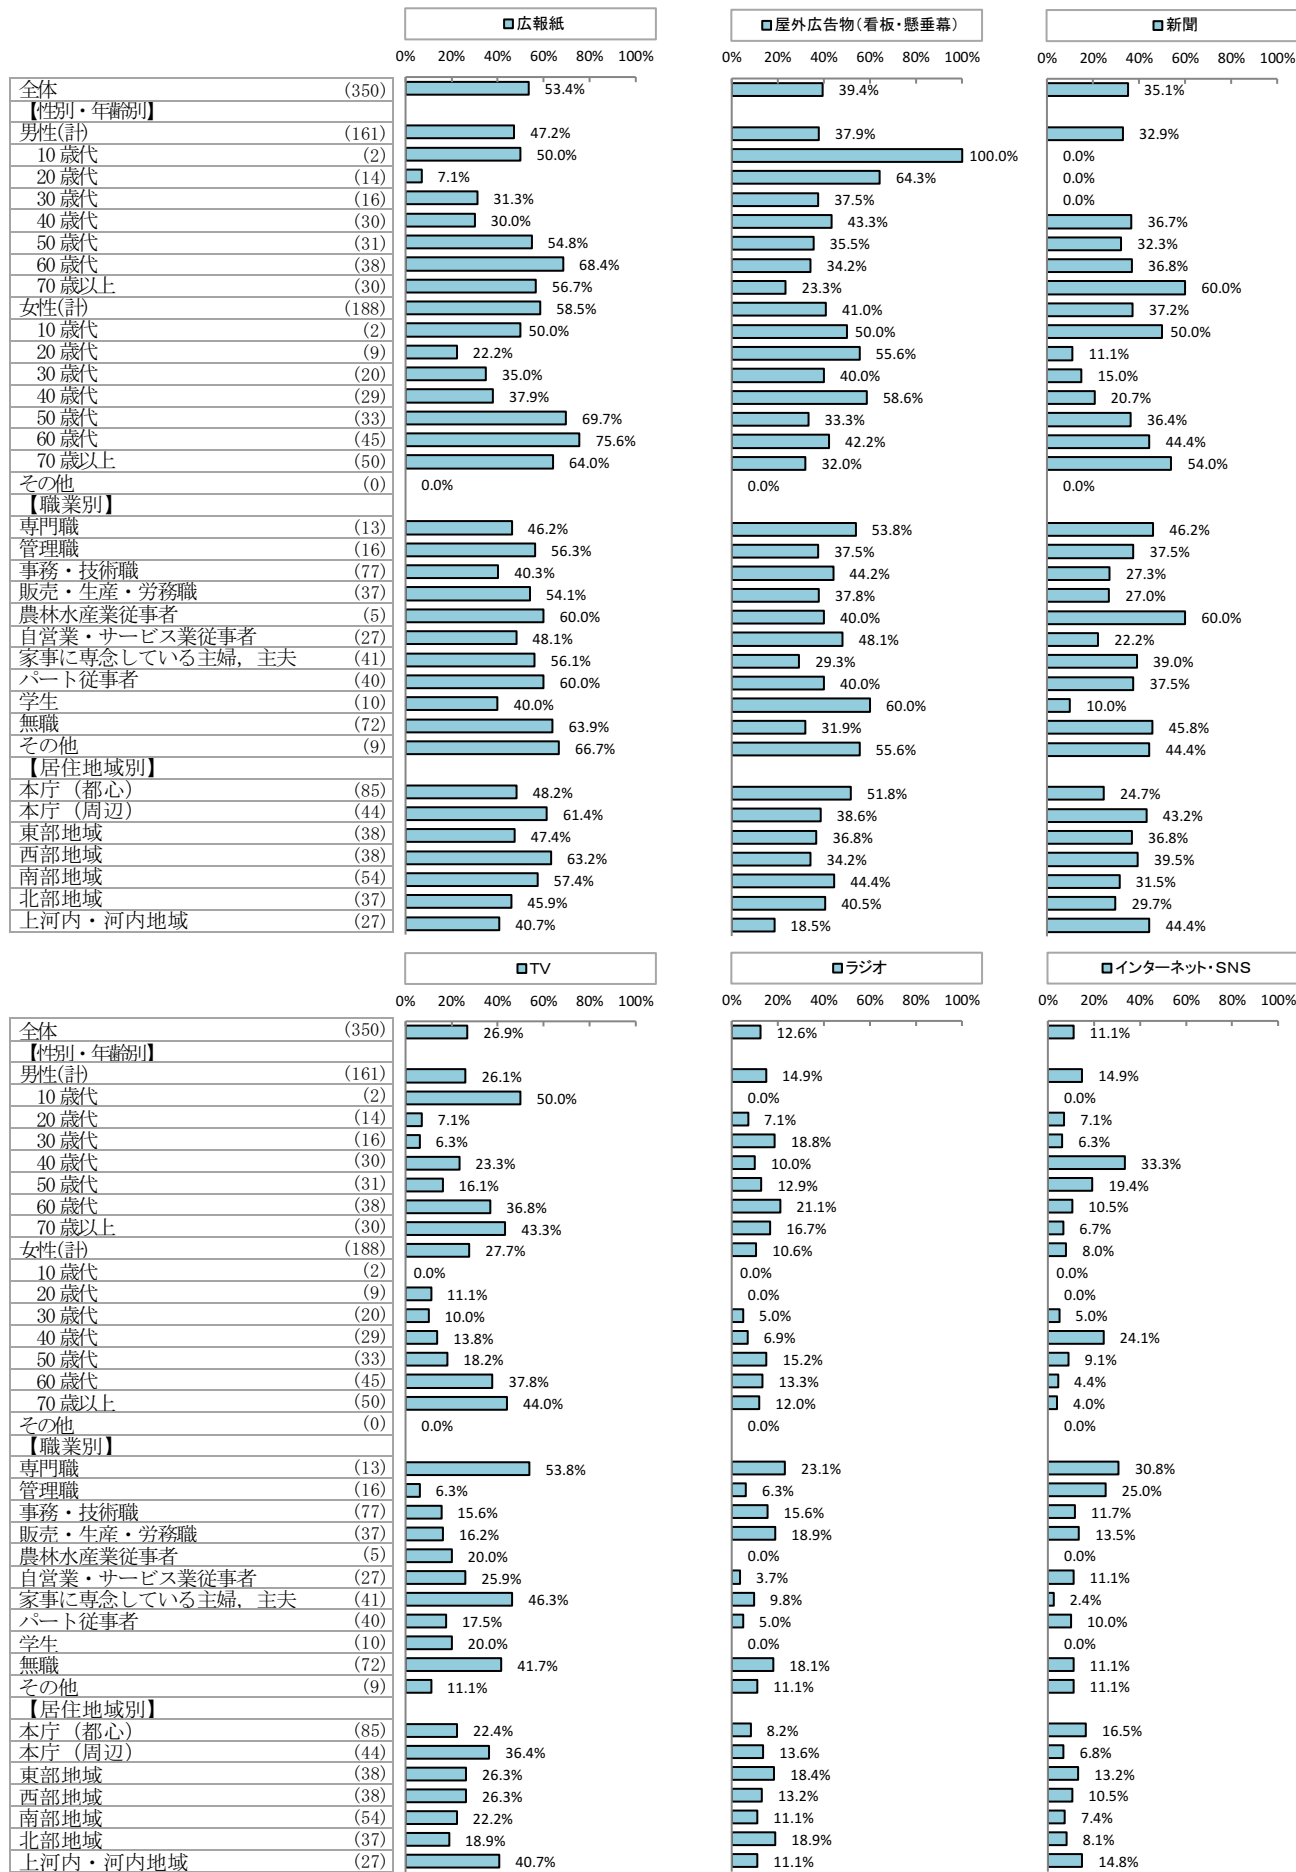 広報紙 屋外広告物(看板・懸垂幕) 新聞
0% 20% 40% 60% 80% 100% 0% 20% 40% 60% 80% 100% 0% 20% 40% 60% 80% 100%
全体 (350) 53.4% 39.4% 35.1%
【性別・年齢別】
男性(計) (161) 47.2% 37.9% 32.9%
10歳代 (2) 50.0% 100.0% 0.0%
20歳代 (14) 7.1% 64.3% 0.0%
30歳代 (16) 31.3% 37.5% 0.0%
40歳代 (30) 30.0% 43.3% 36.7%
50歳代 (31) 54.8% 35.5% 32.3%
60歳代 (38) 68.4% 34.2% 36.8%
70歳以上 (30) 56.7% 23.3% 60.0%
女性(計) (188) 58.5% 41.0% 37.2%
10歳代 (2) 50.0% 50.0% 50.0%
20歳代 (9) 22.2% 55.6% 11.1%
30歳代 (20) 35.0% 40.0% 15.0%
40歳代 (29) 37.9% 58.6% 20.7%
50歳代 (33) 69.7% 33.3% 36.4%
60歳代 (45) 75.6% 42.2% 44.4%
70歳以上 (50) 64.0% 32.0% 54.0%
その他 (0) 0.0% 0.0% 0.0%
【職業別】
専門職 (13) 46.2% 53.8% 46.2%
管理職 (16) 56.3% 37.5% 37.5%
事務・技術職 (77) 40.3% 44.2% 27.3%
販売・生産・労務職 (37) 54.1% 37.8% 27.0%
農林水産業従事者 (5) 60.0% 40.0% 60.0%
自営業・サービス業従事者 (27) 48.1% 48.1% 22.2%
家事に専念している主婦，主夫 (41) 56.1% 29.3% 39.0%
パート従事者 (40) 60.0% 40.0% 37.5%
学生 (10) 40.0% 60.0% 10.0%
無職 (72) 63.9% 31.9% 45.8%
その他 (9) 66.7% 55.6% 44.4%
【居住地域別】
本庁（都心） (85) 48.2% 51.8% 24.7%
本庁（周辺） (44) 61.4% 38.6% 43.2%
東部地域 (38) 47.4% 36.8% 36.8%
西部地域 (38) 63.2% 34.2% 39.5%
南部地域 (54) 57.4% 44.4% 31.5%
北部地域 (37) 45.9% 40.5% 29.7%
上河内・河内地域 (27) 40.7% 18.5% 44.4%
TV ラジオ インターネット・SNS
0% 20% 40% 60% 80% 100% 0% 20% 40% 60% 80% 100% 0% 20% 40% 60% 80% 100%
全体 (350) 26.9% 12.6% 11.1%
【性別・年齢別】
男性(計) (161) 26.1% 14.9% 14.9%
10歳代 (2) 50.0% 0.0% 0.0%
20歳代 (14) 7.1% 7.1% 7.1%
30歳代 (16) 6.3% 18.8% 6.3%
40歳代 (30) 23.3% 10.0% 33.3%
50歳代 (31) 16.1% 12.9% 19.4%
60歳代 (38) 36.8% 21.1% 10.5%
70歳以上 (30) 43.3% 16.7% 6.7%
女性(計) (188) 27.7% 10.6% 8.0%
10歳代 (2) 0.0% 0.0% 0.0%
20歳代 (9) 11.1% 0.0% 0.0%
30歳代 (20) 10.0% 5.0% 5.0%
40歳代 (29) 13.8% 6.9% 24.1%
50歳代 (33) 18.2% 15.2% 9.1%
60歳代 (45) 37.8% 13.3% 4.4%
70歳以上 (50) 44.0% 12.0% 4.0%
その他 (0) 0.0% 0.0% 0.0%
【職業別】
専門職 (13) 53.8% 23.1% 30.8%
管理職 (16) 6.3% 6.3% 25.0%
事務・技術職 (77) 15.6% 15.6% 11.7%
販売・生産・労務職 (37) 16.2% 18.9% 13.5%
農林水産業従事者 (5) 20.0% 0.0% 0.0%
自営業・サービス業従事者 (27) 25.9% 3.7% 11.1%
家事に専念している主婦，主夫 (41) 46.3% 9.8% 2.4%
パート従事者 (40) 17.5% 5.0% 10.0%
学生 (10) 20.0% 0.0% 0.0%
無職 (72) 41.7% 18.1% 11.1%
その他 (9) 11.1% 11.1% 11.1%
【居住地域別】
本庁（都心） (85) 22.4% 8.2% 16.5%
本庁（周辺） (44) 36.4% 13.6% 6.8%
東部地域 (38) 26.3% 18.4% 13.2%
西部地域 (38) 26.3% 13.2% 10.5%
南部地域 (54) 22.2% 11.1% 7.4%
北部地域 (37) 18.9% 18.9% 8.1%
上河内・河内地域 (27) 40.7% 11.1% 14.8%